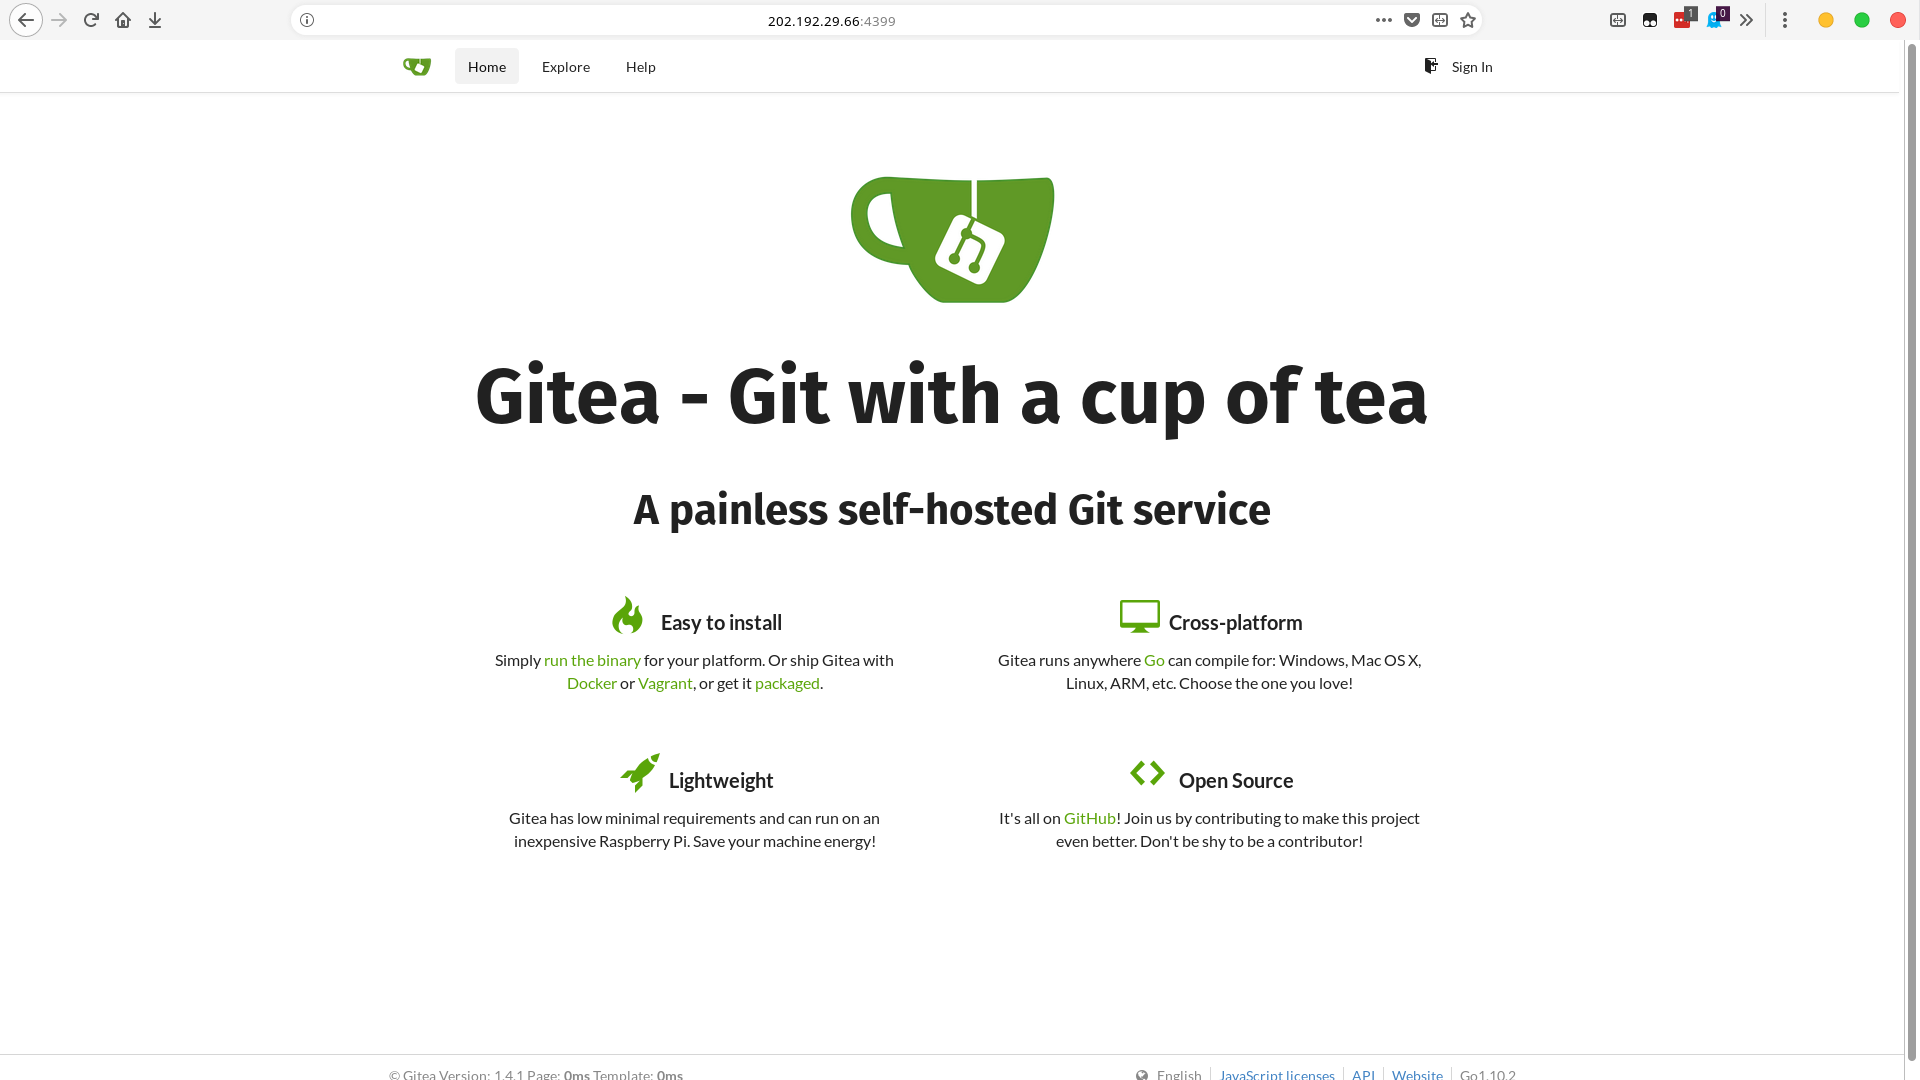 202.192.29.66:4399
1
0
Home Explore Help Sign In
Gitea - Git with a cup of tea
A painless self-hosted Git service
Easy to install
Simply run the binary for your platform. Or ship Gitea with
Docker or Vagrant, or get it packaged.
Cross-platform
Gitea runs anywhere Go can compile for: Windows, Mac OS X,
Linux, ARM, etc. Choose the one you love!
Lightweight
Gitea has low minimal requirements and can run on an
inexpensive Raspberry Pi. Save your machine energy!
Open Source
It's all on GitHub! Join us by contributing to make this project
even better. Don't be shy to be a contributor!
© Gitea Version: 1.4.1 Page: 0ms Template: 0ms
English JavaScript licenses API Website Go1.10.2